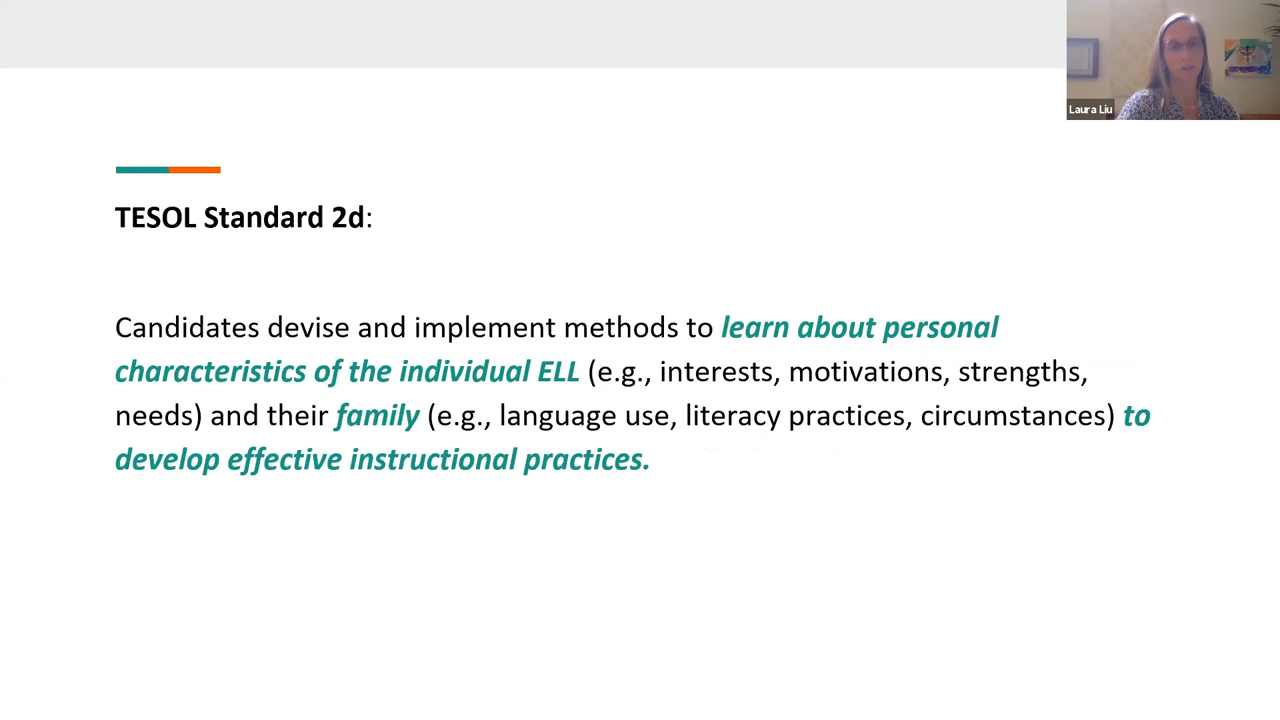 Laura Liu
TESOL Standard 2d:
Candidates devise and implement methods to learn about personal
characteristics of the individual ELL (e.g., interests, motivations, strengths,
needs) and their family (e.g., language use, literacy practices, circumstances) to
develop effective instructional practices.